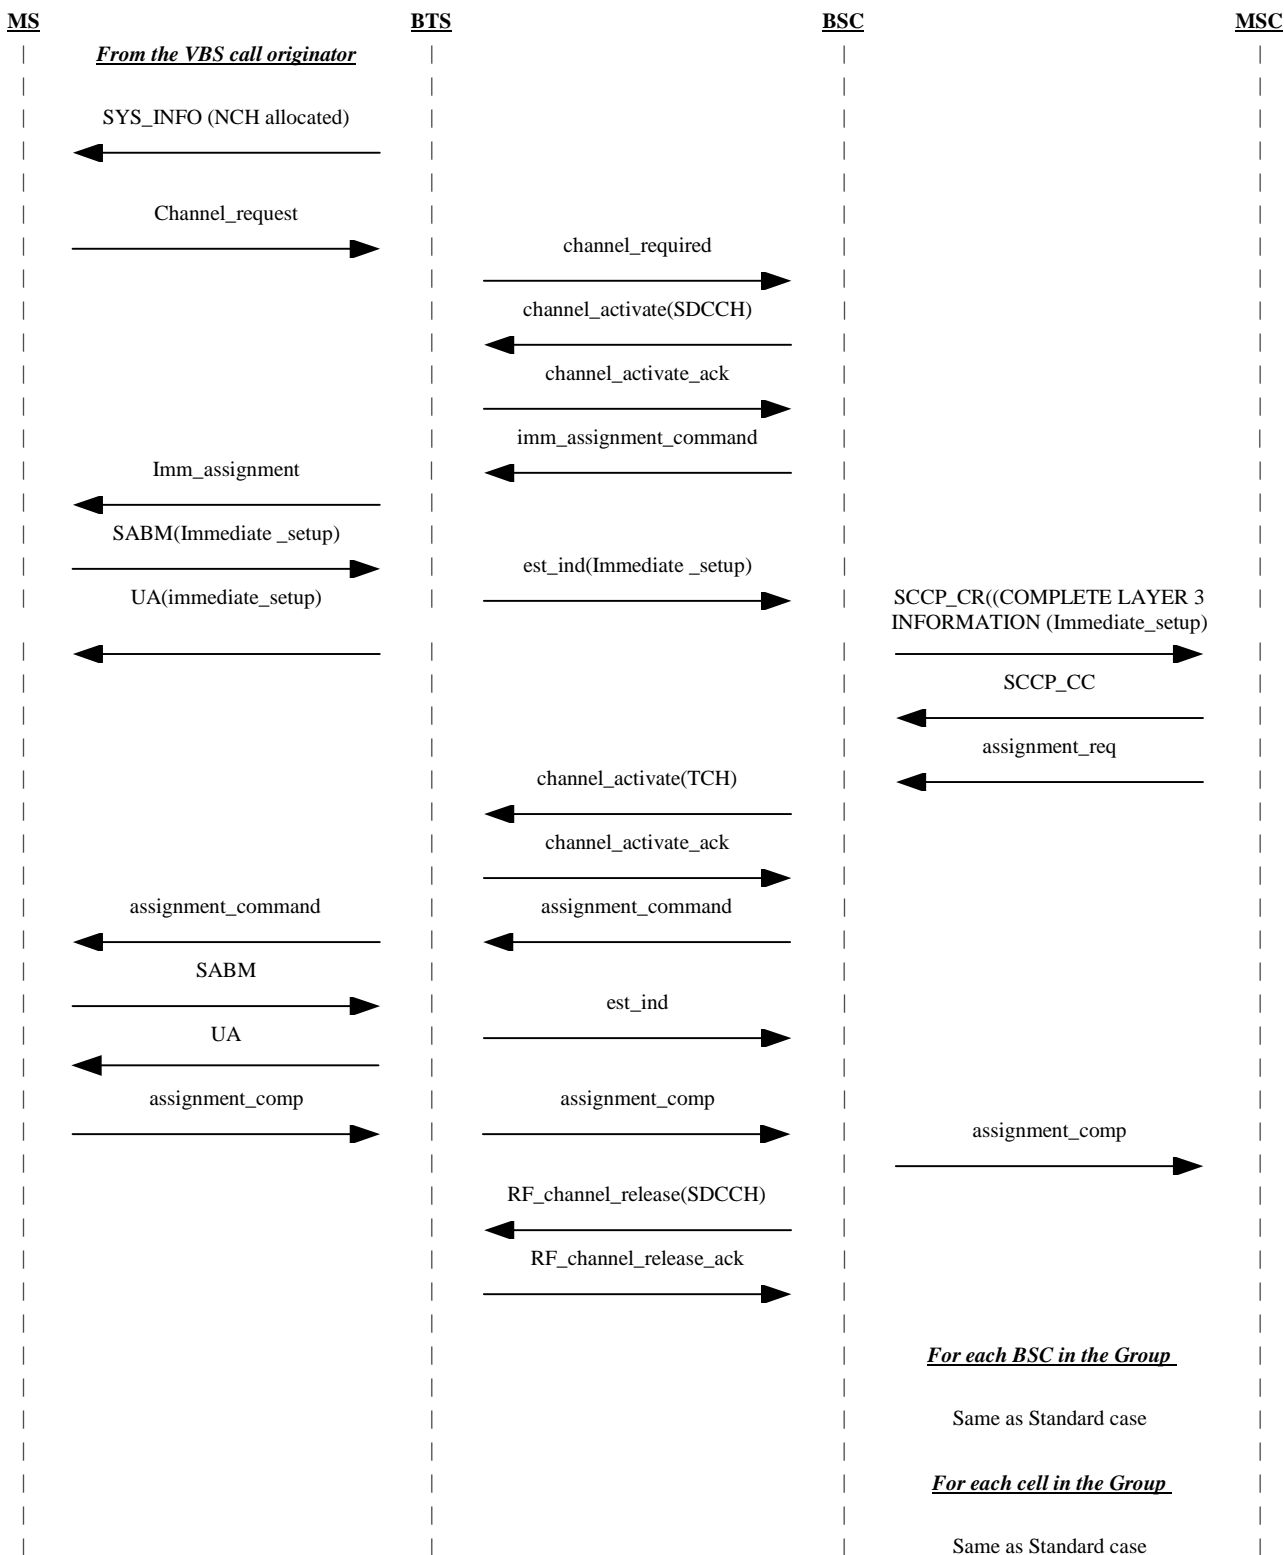 MS BTS BSC MSC
From the VBS call originator
SYS_INFO (NCH allocated)
Channel_request
channel_required
channel_activate(SDCCH)
channel_activate_ack
imm_assignment_command
Imm_assignment
SABM(Immediate _setup)
est_ind(Immediate _setup)
UA(immediate_setup)
SCCP_CR((COMPLETE LAYER 3
INFORMATION (Immediate_setup)
SCCP_CC
assignment_req
channel_activate(TCH)
channel_activate_ack
assignment_command assignment_command
SABM
est_ind
UA
assignment_comp assignment_comp
assignment_comp
RF_channel_release(SDCCH)
RF_channel_release_ack
For each BSC in the Group
Same as Standard case
For each cell in the Group
Same as Standard case